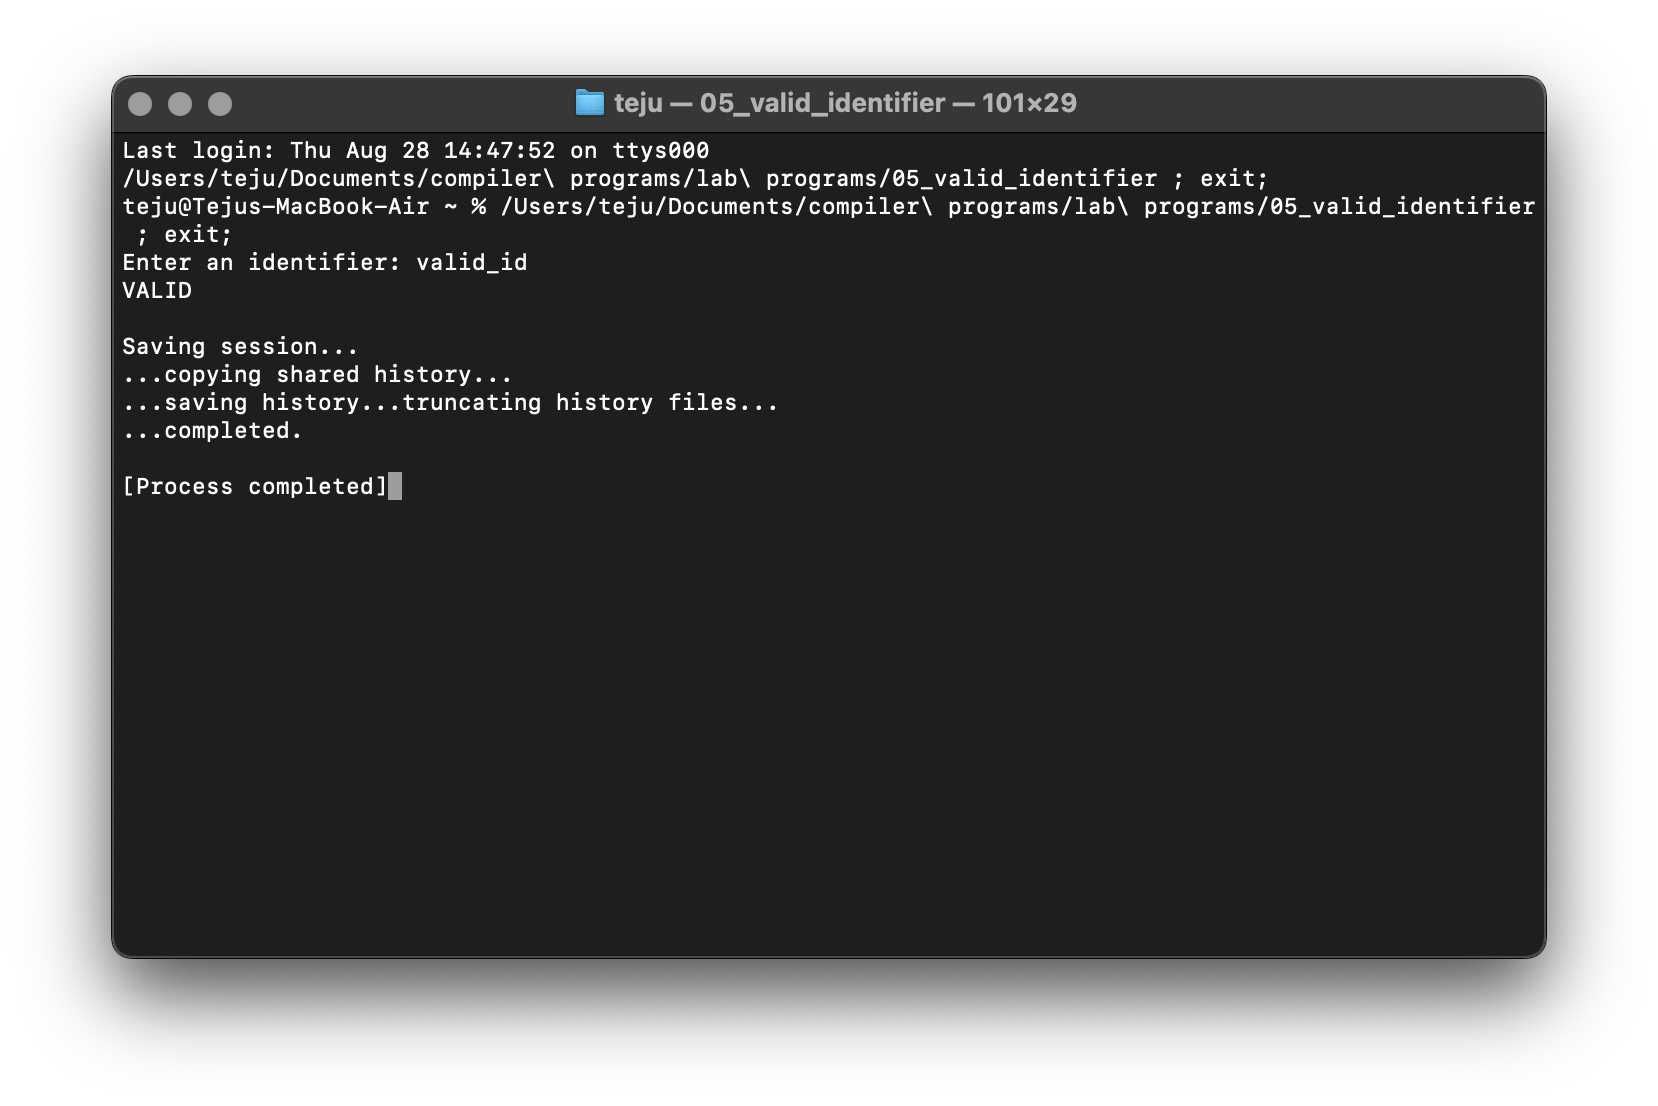 teju — 05_valid_identifier — 101×29
Last login: Thu Aug 28 14:47:52 on ttys000
/Users/teju/Documents/compiler\ programs/lab\ programs/05_valid_identifier ; exit;
teju@Tejus-MacBook-Air ~ % /Users/teju/Documents/compiler\ programs/lab\ programs/05_valid_identifier
 ; exit;
Enter an identifier: valid_id
VALID

Saving session...
...copying shared history...
...saving history...truncating history files...
...completed.

[Process completed]